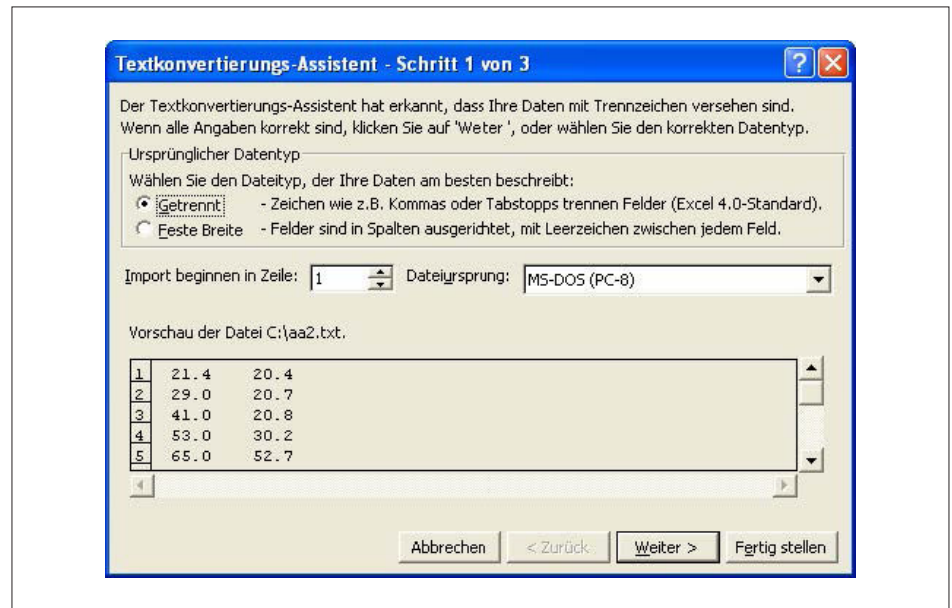 Textkonvertierungs-Assistent - Schritt 1 von 3
Der Textkonvertierungs-Assistent hat erkannt, dass Ihre Daten mit Trennzeichen versehen sind.
Wenn alle Angaben korrekt sind, klicken Sie auf 'Weter ', oder wählen Sie den korrekten Datentyp.
Ursprünglicher Datentyp
Wählen Sie den Dateityp, der Ihre Daten am besten beschreibt:
Getrennt - Zeichen wie z.B. Kommas oder Tabstopps trennen Felder (Excel 4.0-Standard).
Feste Breite - Felder sind in Spalten ausgerichtet, mit Leerzeichen zwischen jedem Feld.
Import beginnen in Zeile: 1 Dateiursprung: MS-DOS (PC-8)
Vorschau der Datei C:\aa2.txt.
1 21.4 20.4
2 29.0 20.7
3 41.0 20.8
4 53.0 30.2
5 65.0 52.7
Abbrechen < Zurück Weiter > Fertig stellen